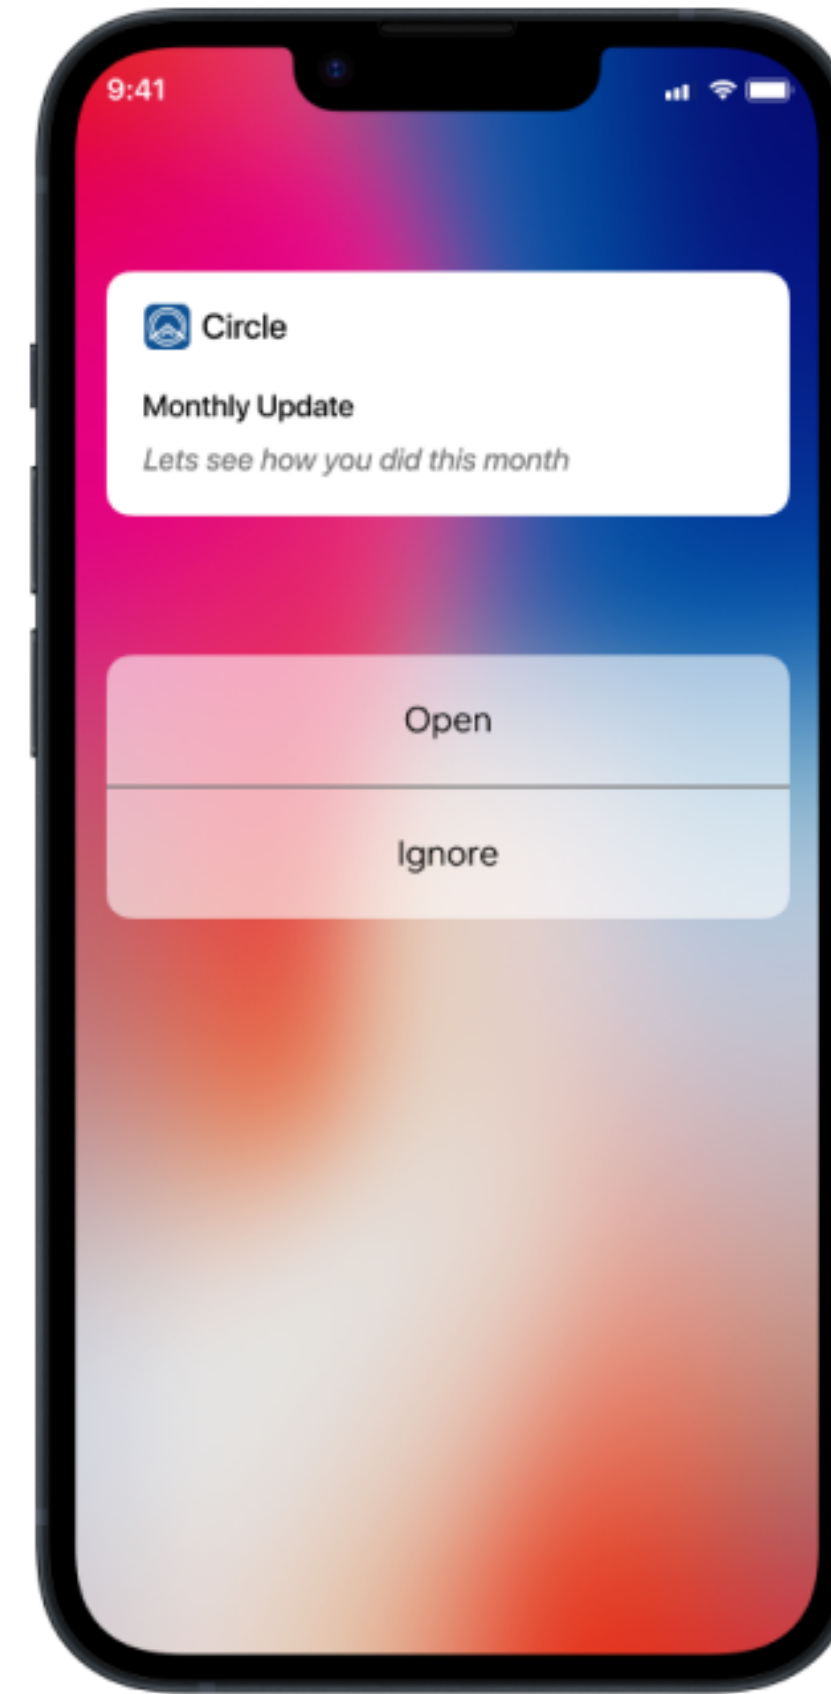 9:41
Circle
Monthly Update
Lets see how you did this month
Open
Ignore